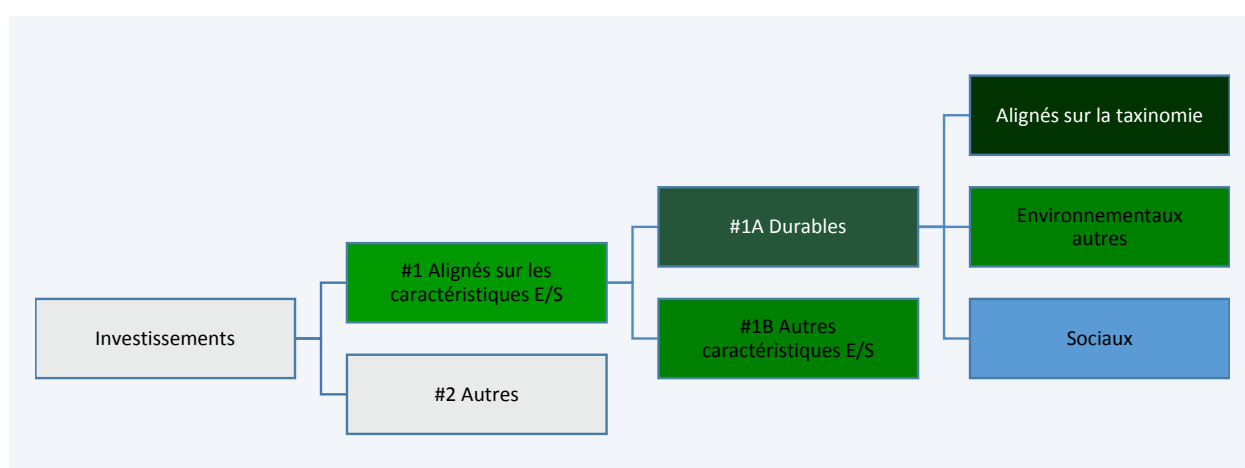 Investissements
#1 Alignés sur les
caractéristiques E/S
#2 Autres
#1A Durables
#1B Autres
caractéristiques E/S
Alignés sur la taxinomie
Environnementaux
autres
Sociaux